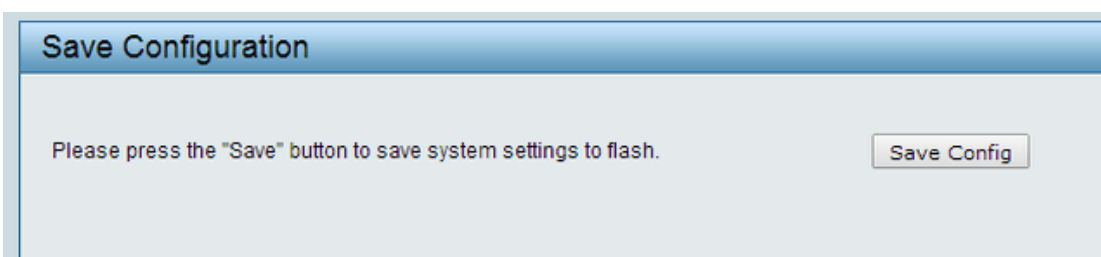 Save Configuration
Please press the "Save" button to save system settings to flash.
Save Config